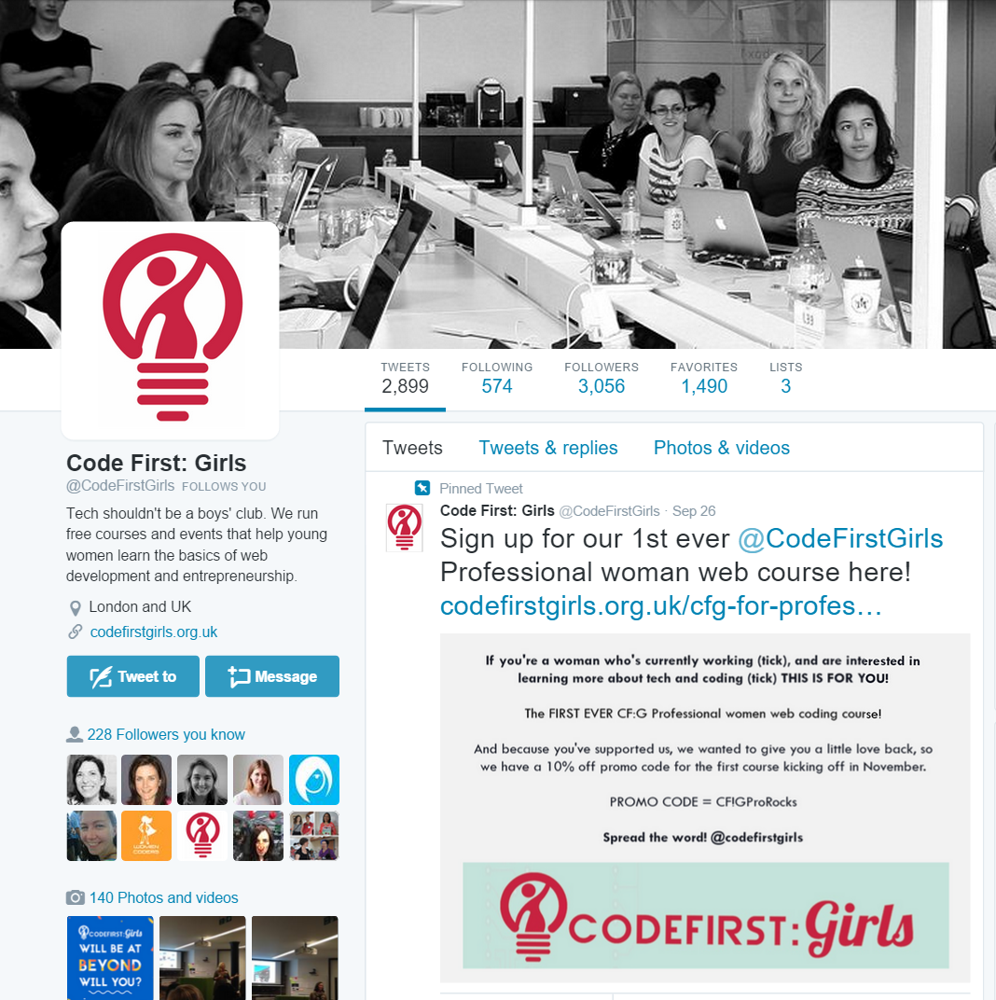 TWEETS
2,899
FOLLOWING
574
FOLLOWERS
3,056
FAVORITES
1,490
LISTS
3
Code First: Girls
@CodeFirstGirls FOLLOWS YOU
Tech shouldn't be a boys' club. We run
free courses and events that help young
women learn the basics of web
development and entrepreneurship.
London and UK
codefirstgirls.org.uk
Tweet to
Message
228 Followers you know
WOMEN
CODERS
140 Photos and videos
CODEFIRST:Girls
WILL BE AT
BEYOND
WILL YOU?
Tweets
Tweets & replies
Photos & videos
Pinned Tweet
Code First: Girls @CodeFirstGirls · Sep 26
Sign up for our 1st ever @CodeFirstGirls
Professional woman web course here!
codefirstgirls.org.uk/cfg-for-profes…
If you're a woman who's currently working (tick), and are interested in
learning more about tech and coding (tick) THIS IS FOR YOU!
The FIRST EVER CF:G Professional women web coding course!
And because you've supported us, we wanted to give you a little love back, so
we have a 10% off promo code for the first course kicking off in November.
PROMO CODE = CF!GProRocks
Spread the word! @codefirstgirls
CODEFIRST:Girls